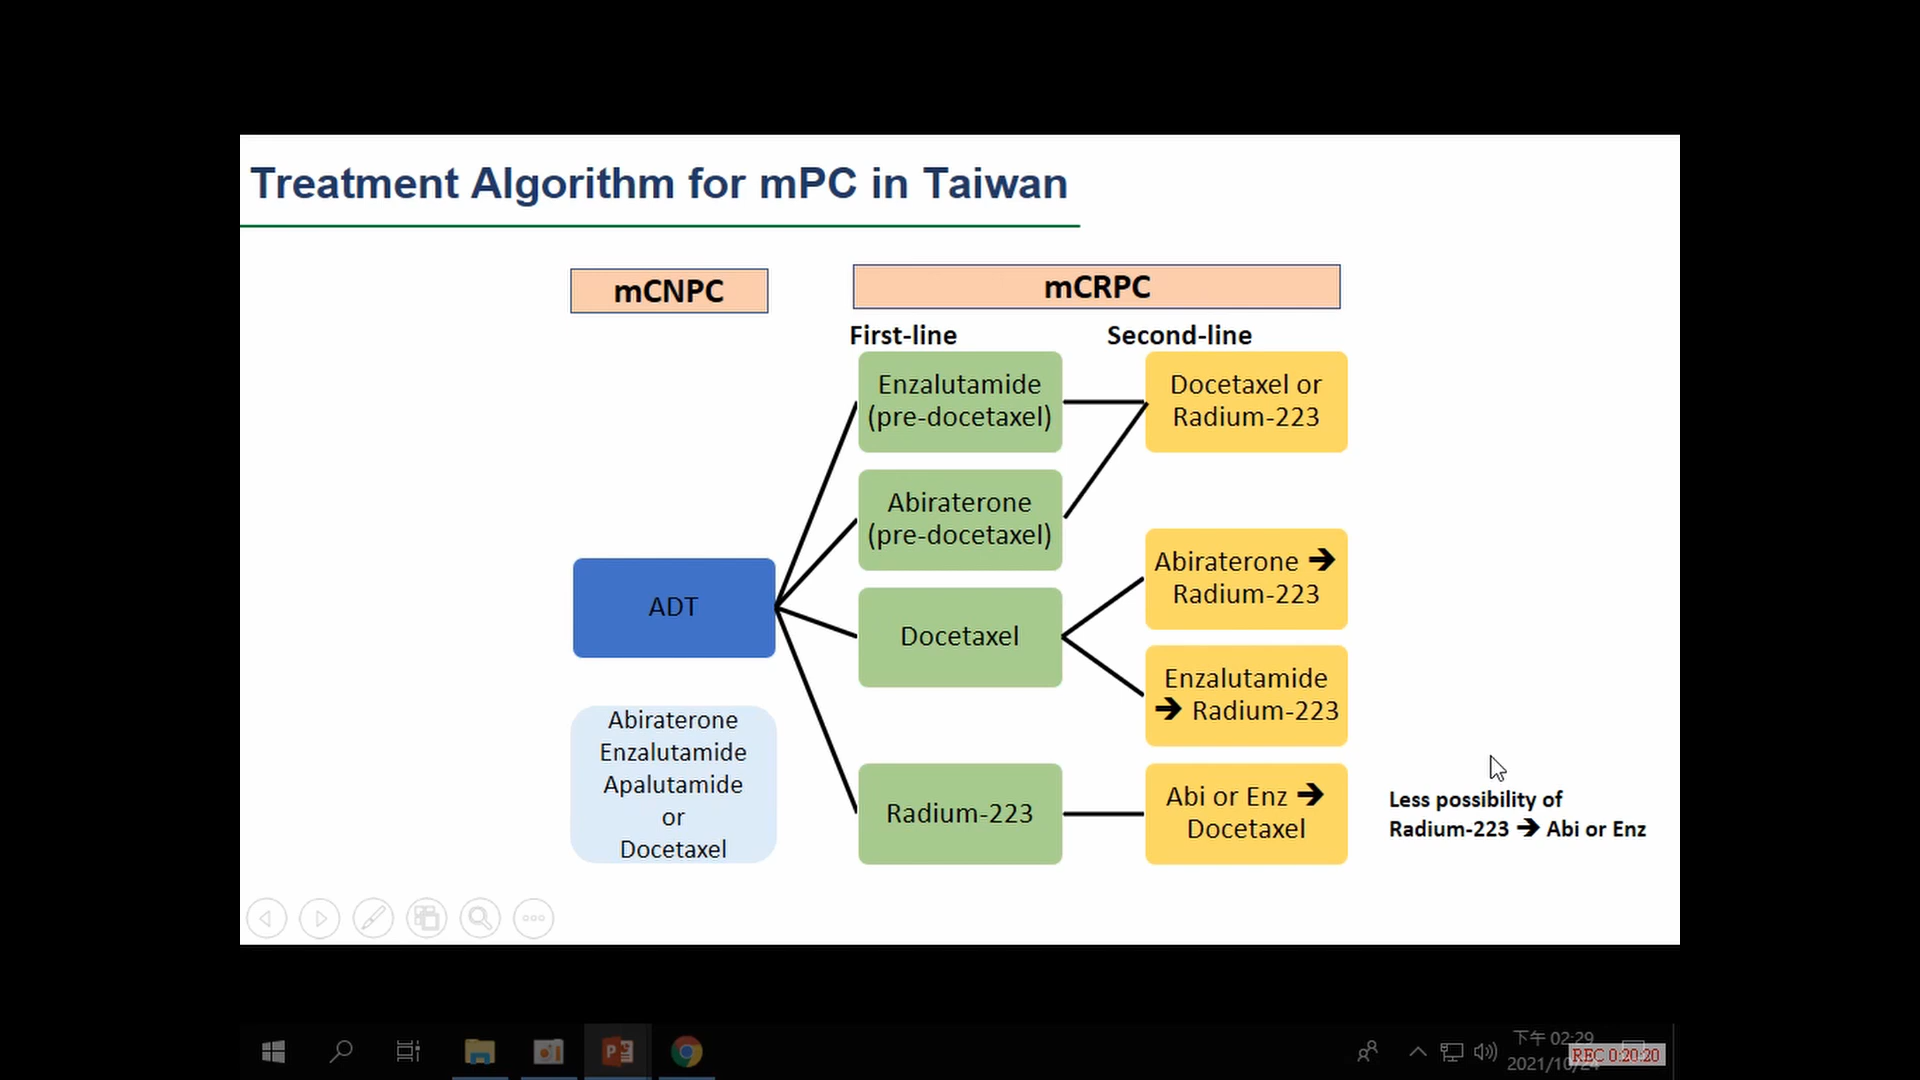 Treatment Algorithm for mPC in Taiwan
mCNPC
mCRPC
First-line
Second-line
Enzalutamide
(pre-docetaxel)
Docetaxel or
Radium-223
Abiraterone
(pre-docetaxel)
Abiraterone ➔
Radium-223
ADT
Docetaxel
Enzalutamide
➔ Radium-223
Abiraterone
Enzalutamide
Apalutamide
or
Docetaxel
Radium-223
Abi or Enz ➔
Docetaxel
Less possibility of
Radium-223 ➔ Abi or Enz
下午 02:29
2021/10/24
REC 0:20:20